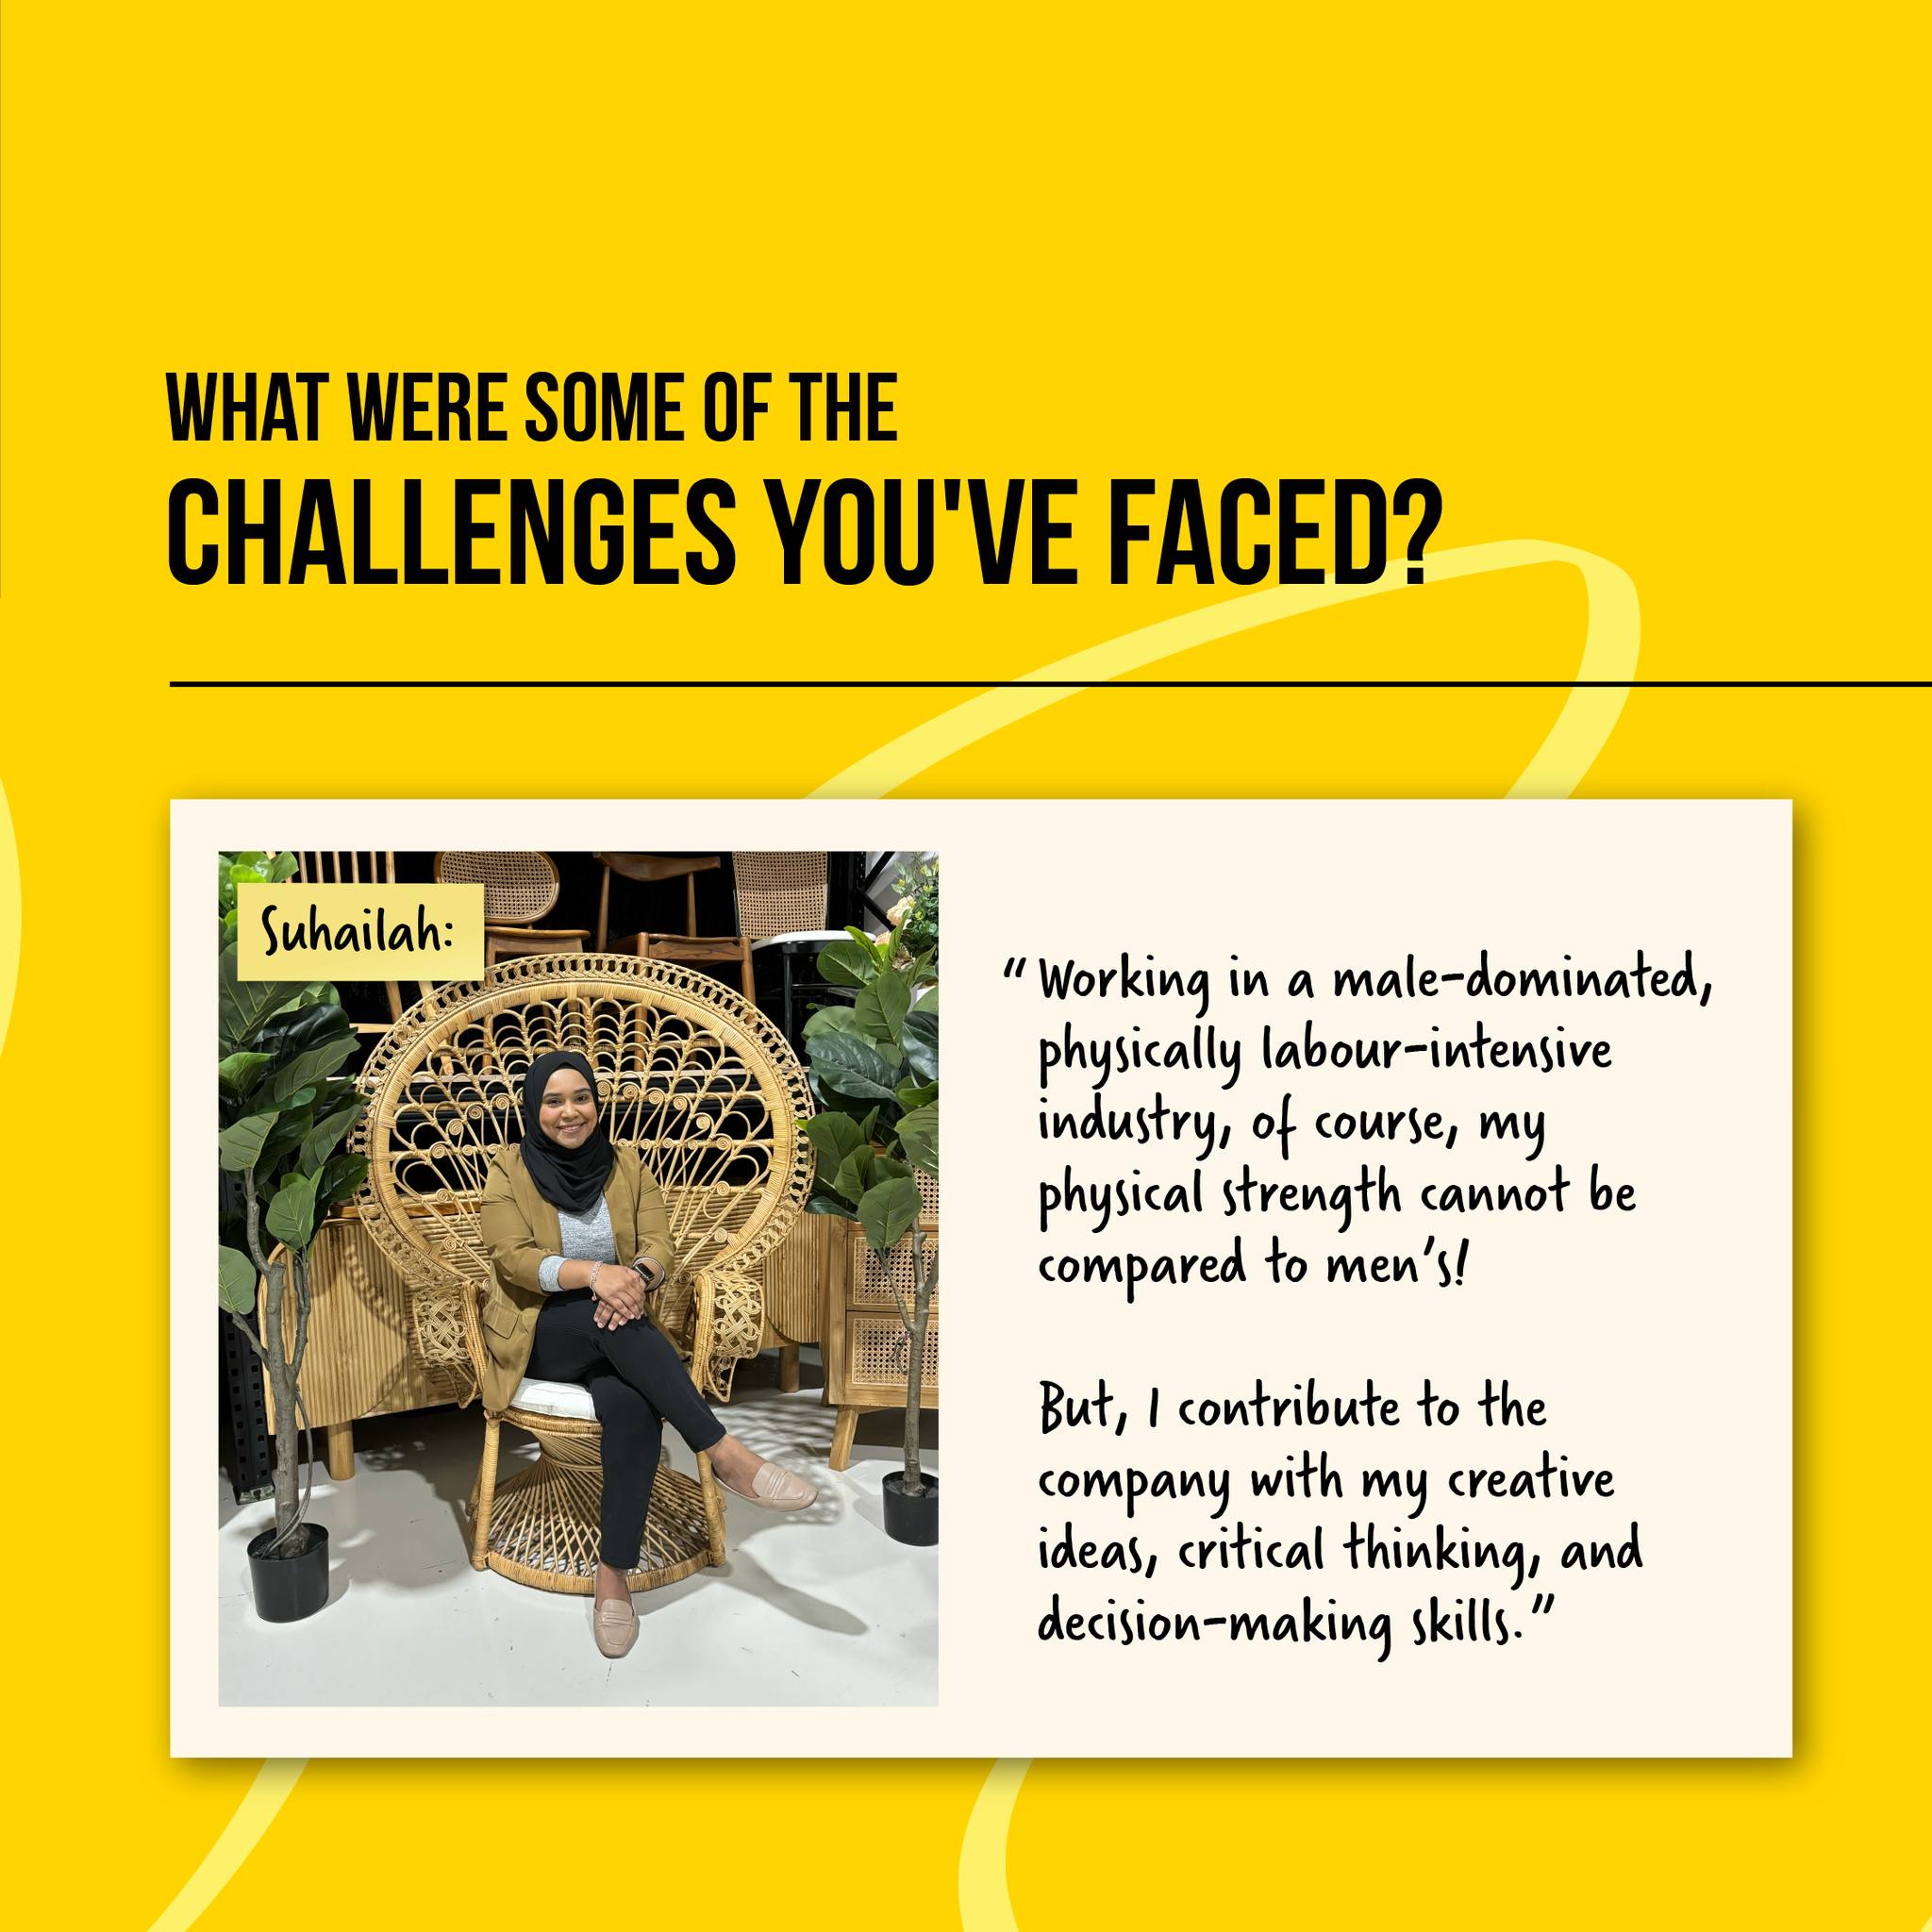 WHAT WERE SOME OF THE
CHALLENGES YOU'VE FACED?
Suhailah:
“Working in a male-dominated,
physically labour-intensive
industry, of course, my
physical strength cannot be
compared to men’s!
But, I contribute to the
company with my creative
ideas, critical thinking, and
decision-making skills.”